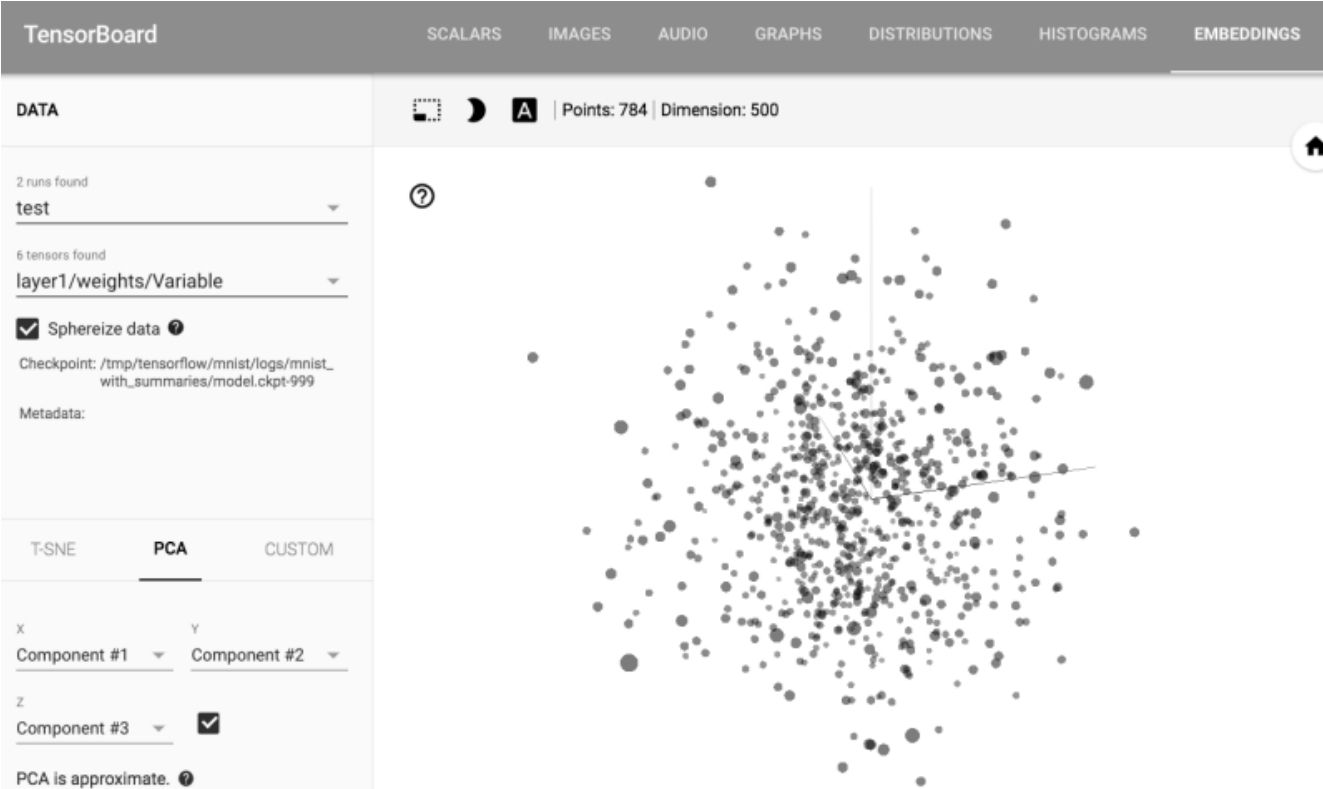 TensorBoard
SCALARS IMAGES AUDIO GRAPHS DISTRIBUTIONS HISTOGRAMS EMBEDDINGS
DATA
A | Points: 784 | Dimension: 500
2 runs found
test
6 tensors found
layer1/weights/Variable
Sphereize data ?
Checkpoint: /tmp/tensorflow/mnist/logs/mnist_
with_summaries/model.ckpt-999
Metadata:
T-SNE PCA CUSTOM
X Y
Component #1 Component #2
Z
Component #3
PCA is approximate. ?
?